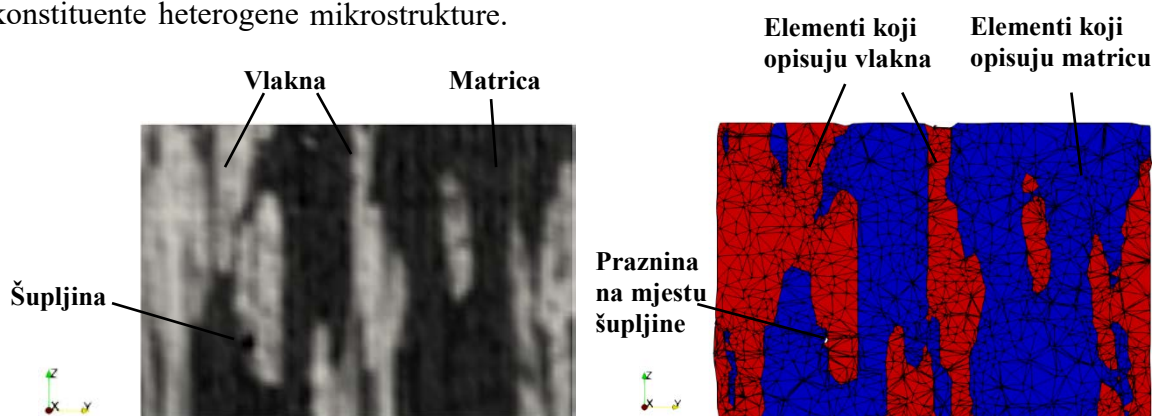 konstituente heterogene mikrostrukture.
Vlakna
Matrica
Šupljina
Z
X
Y
Elementi koji
opisuju vlakna
Elementi koji
opisuju matricu
Praznina
na mjestu
šupljine
Z
X
Y